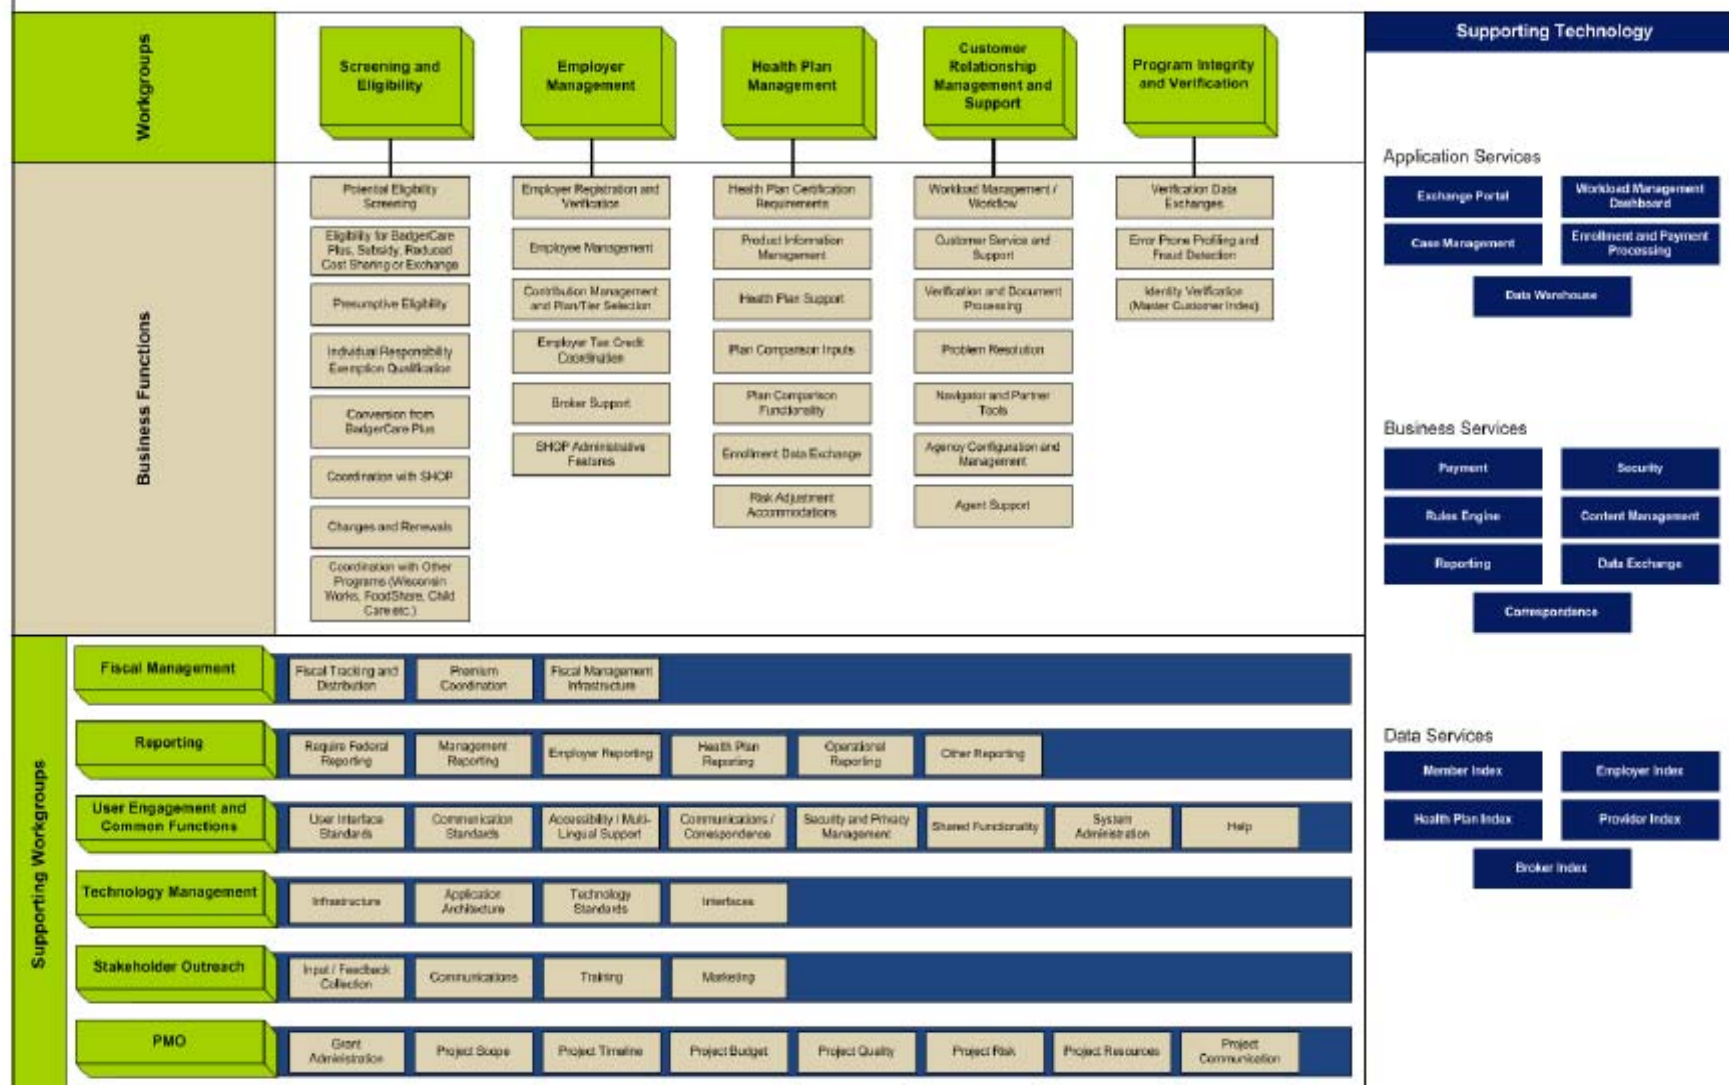 Workgroups
Screening and
Eligibility
Employer
Management
Health Plan
Management
Customer
Relationship
Management and
Support
Program Integrity
and Verification
Business Functions
Potential Eligibility
Screening
Eligibility for BadgerCare
Plus, Subsidy, Reduced
Cost Sharing or Exchange
Presumptive Eligibility
Individual Responsibility
Exemption Qualification
Conversion from
BadgerCare Plus
Coordination with SHOP
Changes and Renewals
Coordination with Other
Programs (Wisconsin
Works, FoodShare, Child
Care etc.)
Employer Registration and
Verification
Employee Management
Contribution Management
and Plan/Tier Selection
Employer Tax Credit
Coordination
Broker Support
SHOP Administrative
Features
Health Plan Certification
Requirements
Product Information
Management
Health Plan Support
Plan Comparison Inputs
Plan Comparison
Functionality
Enrollment Data Exchange
Risk Adjustment
Accommodations
Workload Management /
Workflow
Customer Service and
Support
Verification and Document
Processing
Problem Resolution
Navigator and Partner
Tools
Agency Configuration and
Management
Agent Support
Verification Data
Exchanges
Error Prone Profiling and
Fraud Detection
Identity Verification
(Master Customer Index)
Supporting Workgroups
Fiscal Management
Fiscal Tracking and
Distribution
Premium
Coordination
Fiscal Management
Infrastructure
Reporting
Require Federal
Reporting
Management
Reporting
Employer Reporting
Health Plan
Reporting
Operational
Reporting
Other Reporting
User Engagement and
Common Functions
User Interface
Standards
Communication
Standards
Accessibility / Multi-
Lingual Support
Communications /
Correspondence
Security and Privacy
Management
Shared Functionality
System
Administration
Help
Technology Management
Infrastructure
Application
Architecture
Technology
Standards
Interfaces
Stakeholder Outreach
Input / Feedback
Collection
Communications
Training
Marketing
PMO
Grant
Administration
Project Scope
Project Timeline
Project Budget
Project Quality
Project Risk
Project Resources
Project
Communication
Supporting Technology
Application Services
Exchange Portal
Workload Management
Dashboard
Case Management
Enrollment and Payment
Processing
Data Warehouse
Business Services
Payment
Security
Rules Engine
Content Management
Reporting
Data Exchange
Correspondence
Data Services
Member Index
Employer Index
Health Plan Index
Provider Index
Broker Index